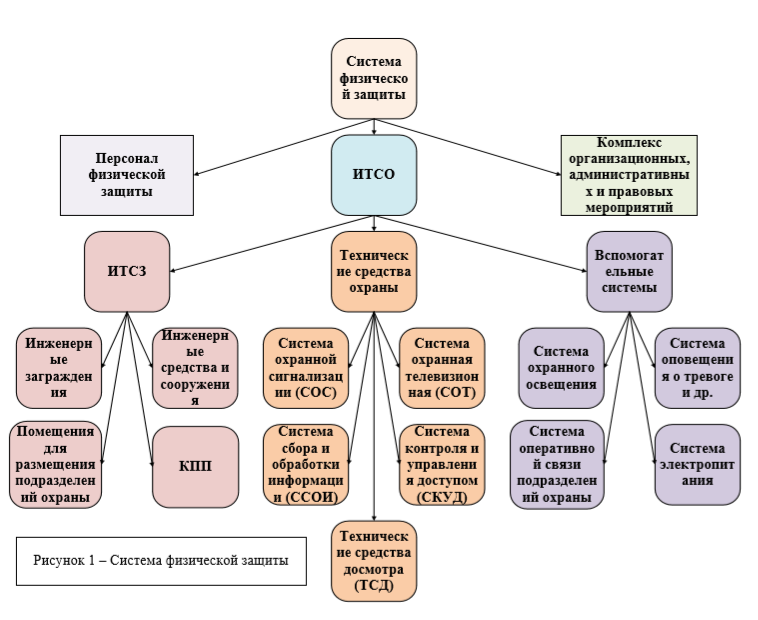 Система
физическо
й защиты
Персонал
физической
защиты
ИТСО
Комплекс
организационных,
административны
х и правовых
мероприятий
ИТСЗ
Техническ
ие средства
охраны
Вспомогат
ельные
системы
Инженерн
ые
заграждени
я
Инженерн
ые
средства и
сооружени
я
Система
охранной
сигнализац
ии (СОС)
Система
охранная
телевизион
ная (СОТ)
Система
охранного
освещения
Система
оповещени
я о тревоге
и др.
Помещения
для
размещения
подразделен
ий охраны
КПП
Система
сбора и
обработки
информаци
и (ССОИ)
Система
контроля и
управлени
я доступом
(СКУД)
Система
оперативно
й связи
подразделен
ий охраны
Система
электропит
ания
Техническ
ие средства
досмотра
(ТСД)
Рисунок 1 – Система физической защиты